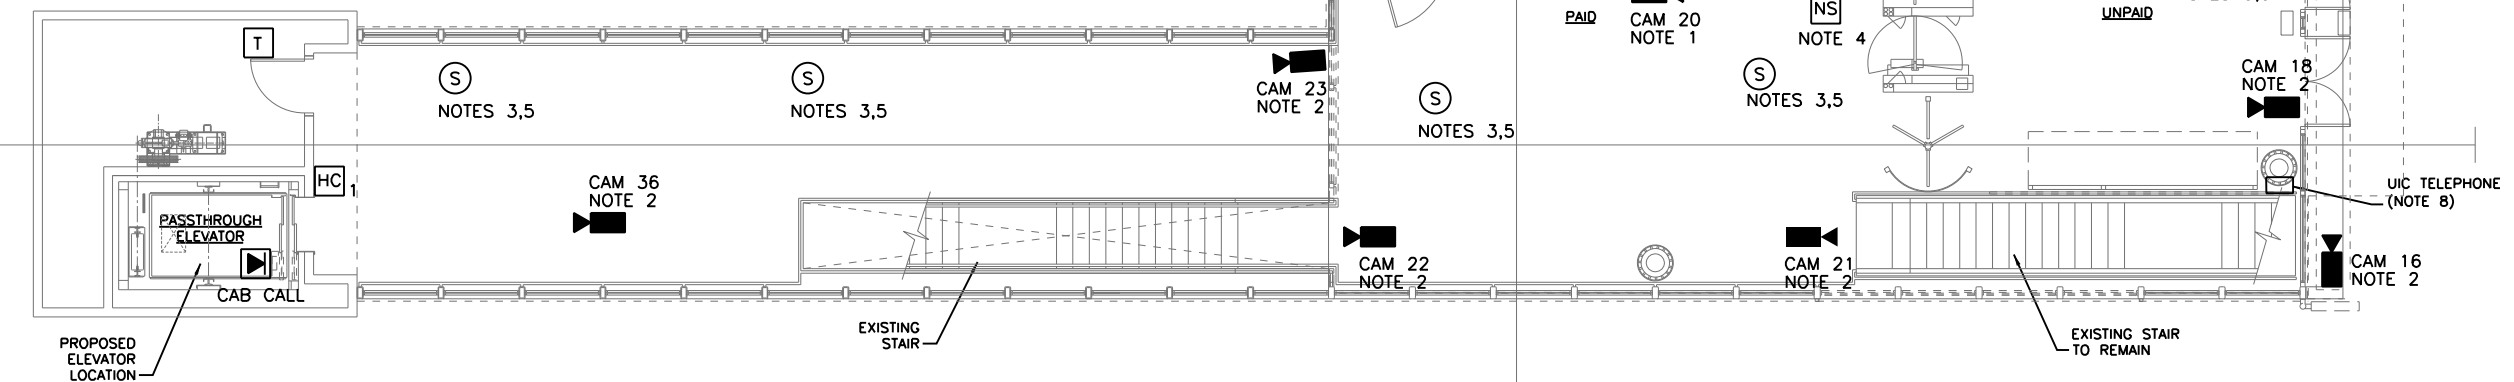 T
S
NOTES 3,5
S
NOTES 3,5
CAM 23
NOTE 2
S
NOTES 3,5
PAID
CAM 20
NOTE 1
NS
NOTE 4
S
NOTES 3,5
UNPAID
CAM 18
NOTE 2
HC
1
PASSTHROUGH
ELEVATOR
CAB CALL
CAM 36
NOTE 2
CAM 22
NOTE 2
CAM 21
NOTE 2
UIC TELEPHONE
(NOTE 8)
CAM 16
NOTE 2
PROPOSED
ELEVATOR
LOCATION
EXISTING
STAIR
EXISTING STAIR
TO REMAIN